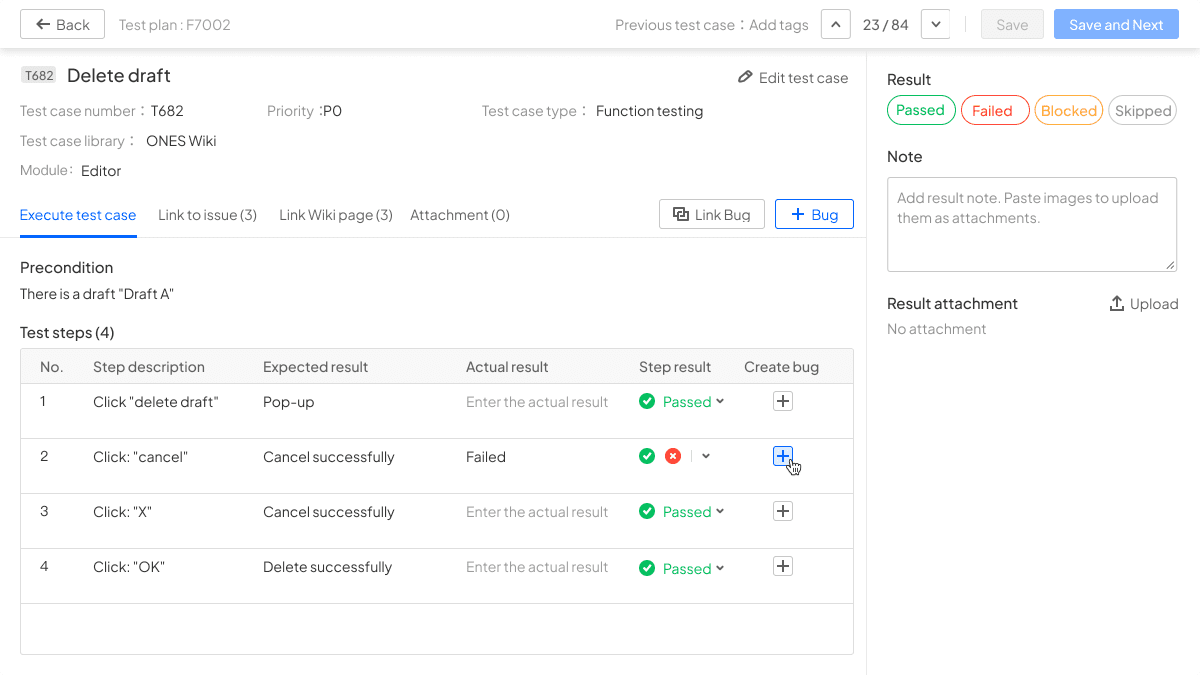 Back
Test plan : F7002
Previous test case：Add tags
23 / 84
Save
Save and Next
T682 Delete draft
Edit test case
Test case number：T682
Priority：P0
Test case type： Function testing
Test case library： ONES Wiki
Module： Editor
Execute test case
Link to issue (3)
Link Wiki page (3)
Attachment (0)
Link Bug
Bug
Precondition
There is a draft "Draft A"
Test steps (4)
No. Step description Expected result Actual result Step result Create bug
1 Click "delete draft" Pop-up Enter the actual result Passed
2 Click: "cancel" Cancel successfully Failed
3 Click: "X" Cancel successfully Enter the actual result Passed
4 Click: "OK" Delete successfully Enter the actual result Passed
Result
Passed Failed Blocked Skipped
Note
Add result note. Paste images to upload
them as attachments.
Result attachment
Upload
No attachment